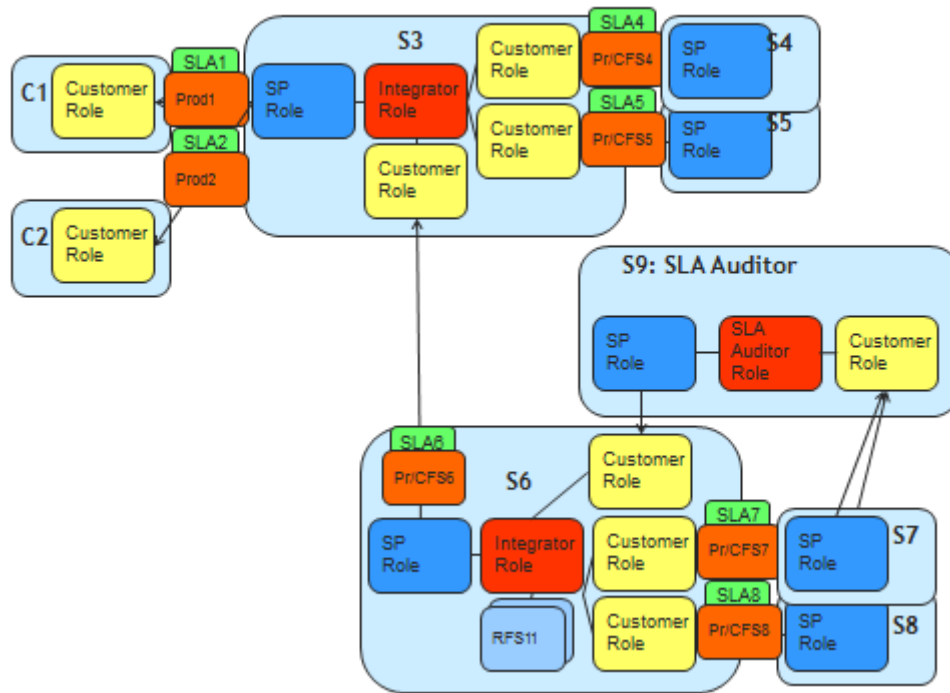 SLA4
S3
Customer
Role
Pr/CFS4
SP
Role
S4
SLA1
C1
Customer
Role
Prod1
SP
Role
Integrator
Role
SLA5
Customer
Role
Pr/CFS5
SP
Role
S5
SLA2
Prod2
Customer
Role
C2
Customer
Role
S9: SLA Auditor
SP
Role
SLA
Auditor
Role
Customer
Role
SLA6
Pr/CFS6
S6
Customer
Role
SLA7
SP
Role
Integrator
Role
Customer
Role
Pr/CFS7
SP
Role
S7
SLA8
RFS11
Customer
Role
Pr/CFS8
SP
Role
S8